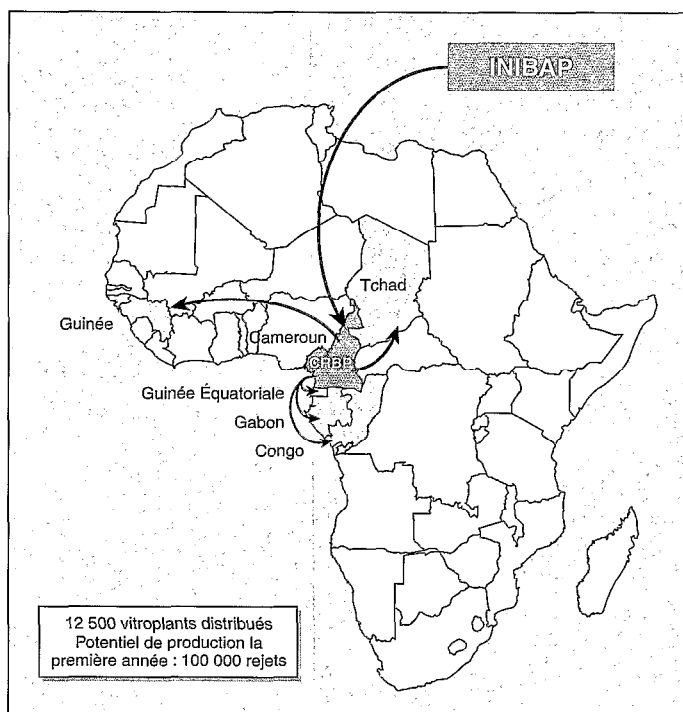 INIBAP
Tchad
Guinée
Cameroun
CRBP
Guinée Équatoriale
Gabon
Congo
12 500 vitroplants distribués
Potentiel de production la
première année : 100 000 rejets